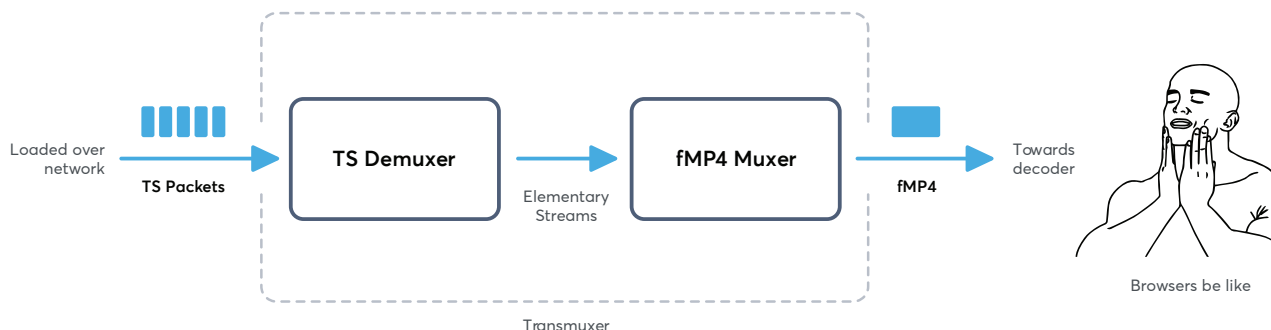 Loaded over
network
TS Packets
TS Demuxer
Elementary
Streams
fMP4 Muxer
fMP4
Towards
decoder
Browsers be like
Transmuxer